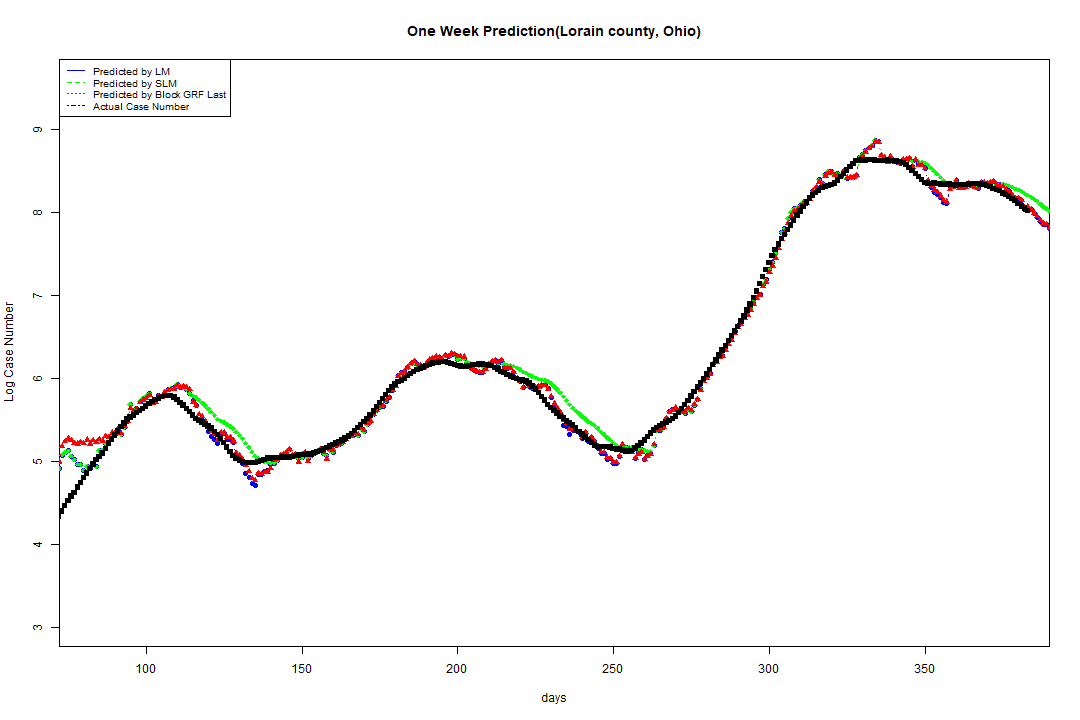 One Week Prediction(Lorain county, Ohio)
Predicted by LM
Predicted by SLM
Predicted by Block GRF Last
Actual Case Number
Log Case Number
9
8
7
6
5
4
3
100 150 200 250 300 350
days